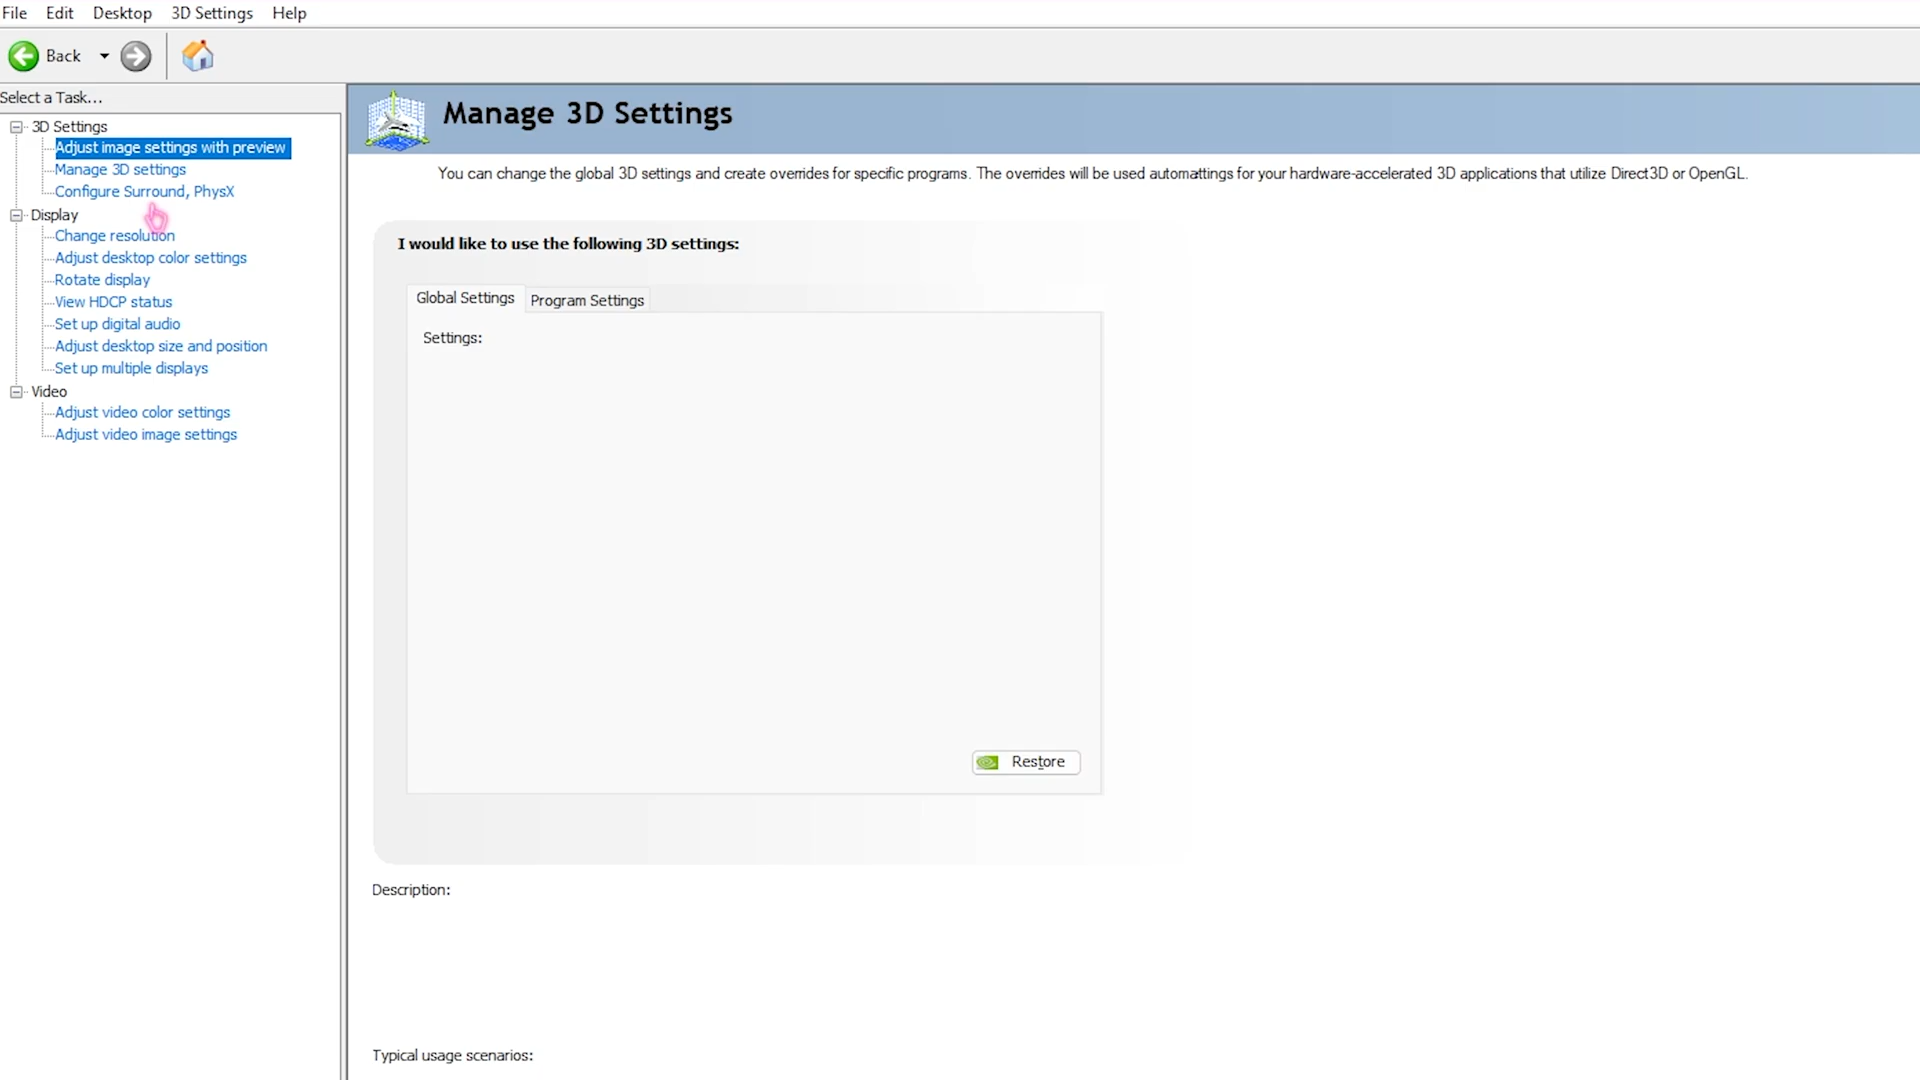 File Edit Desktop 3D Settings Help
Back
Select a Task...
3D Settings
Adjust image settings with preview
Manage 3D settings
Configure Surround, PhysX
Display
Change resolution
Adjust desktop color settings
Rotate display
View HDCP status
Set up digital audio
Adjust desktop size and position
Set up multiple displays
Video
Adjust video color settings
Adjust video image settings
Manage 3D Settings
You can change the global 3D settings and create overrides for specific programs. The overrides will be used automattings for your hardware-accelerated 3D applications that utilize Direct3D or OpenGL.
I would like to use the following 3D settings:
Global Settings Program Settings
Settings:
Restore
Description:
Typical usage scenarios: